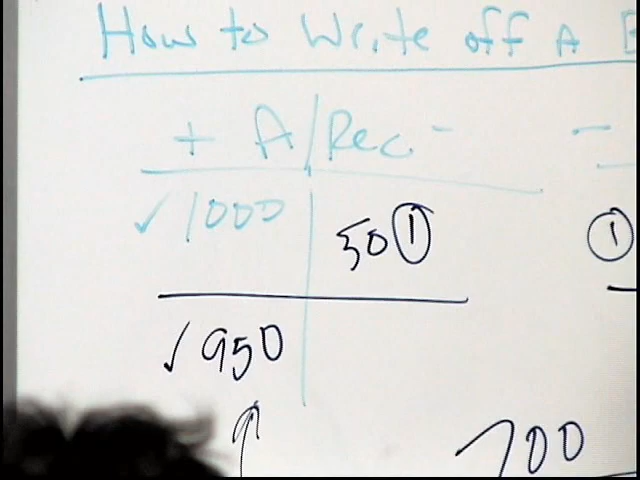 How to Write off A
+ A/Rec. - -
✓1000
50 ① ①
✓950
700